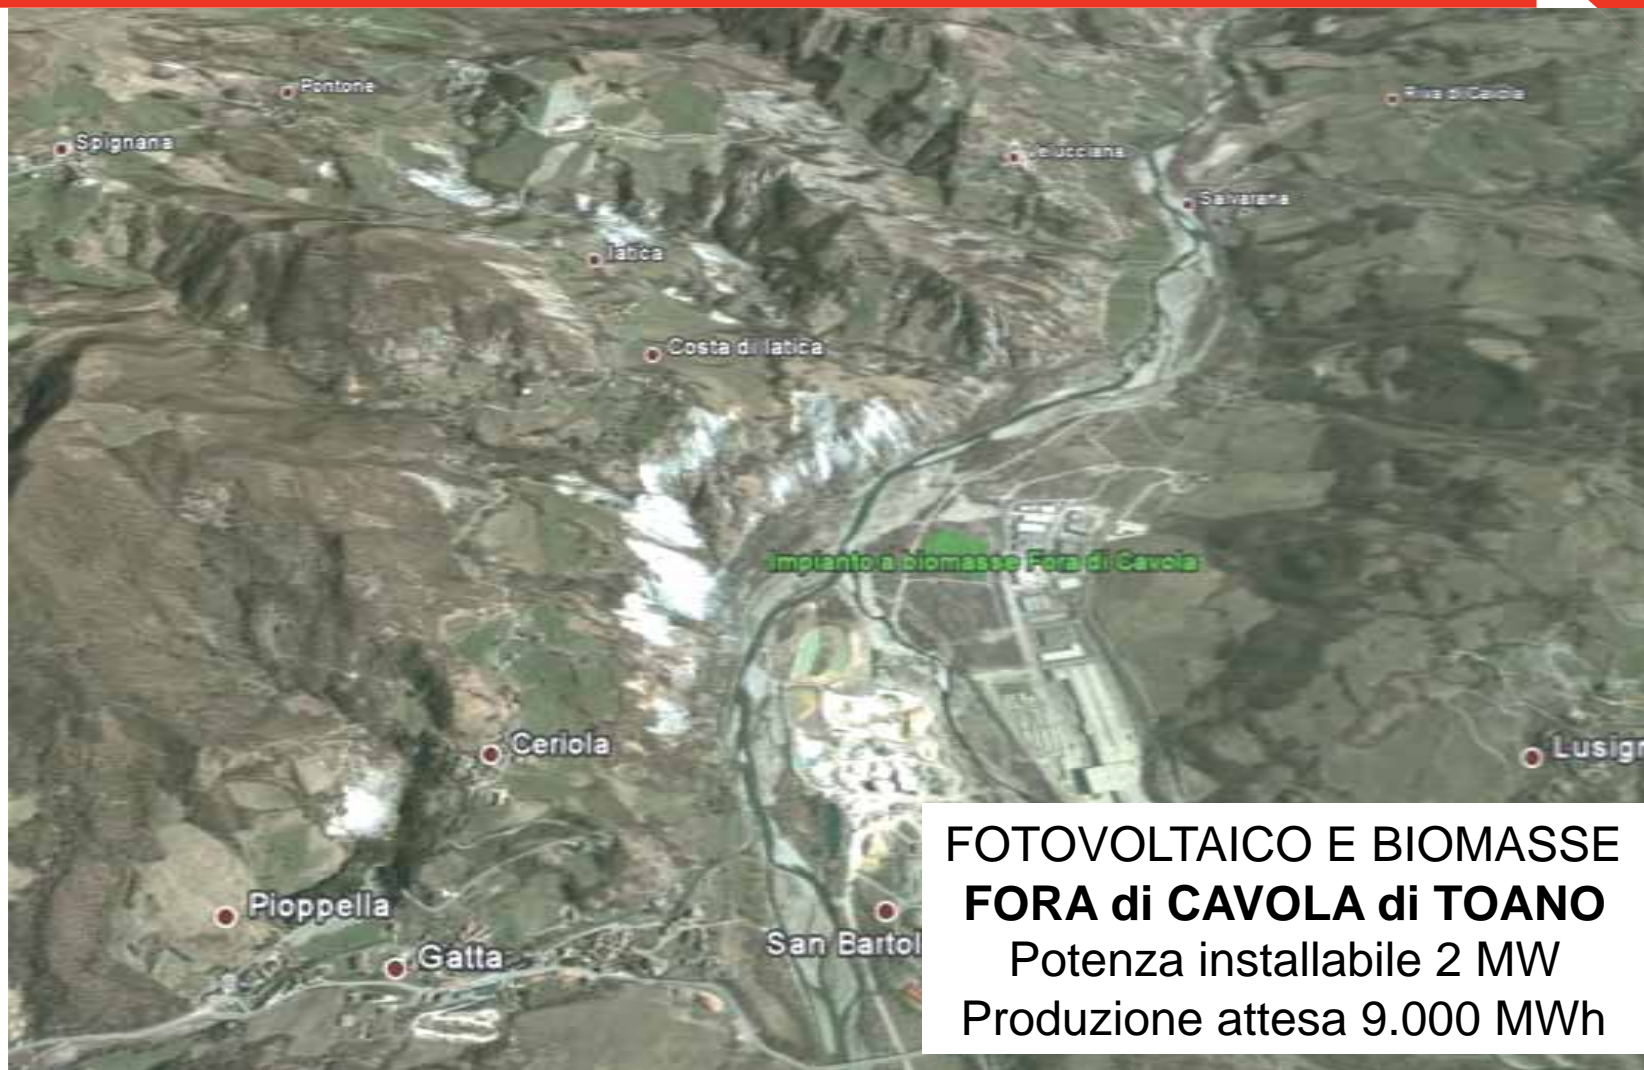 Pontone
Spignana
Riva di Cavola
Velucciana
Salvarana
Iatica
Costa di Iatica
Impianto a biomasse Fora di Cavola
Ceriola
Lusign
Pioppella
Gatta
San Bartol
FOTOVOLTAICO E BIOMASSE
FORA di CAVOLA di TOANO
Potenza installabile 2 MW
Produzione attesa 9.000 MWh